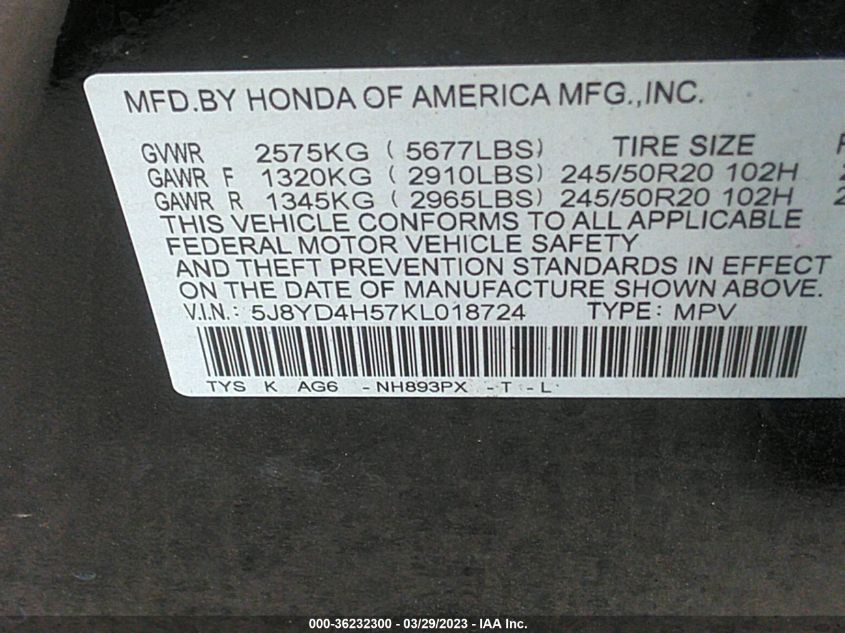 MFD.BY HONDA OF AMERICA MFG.,INC.
GVWR 2575KG ( 5677LBS) TIRE SIZE
GAWR F 1320KG ( 2910LBS) 245/50R20 102H
GAWR R 1345KG ( 2965LBS) 245/50R20 102H
THIS VEHICLE CONFORMS TO ALL APPLICABLE
FEDERAL MOTOR VEHICLE SAFETY
AND THEFT PREVENTION STANDARDS IN EFFECT
ON THE DATE OF MANUFACTURE SHOWN ABOVE.
V.I.N.: 5J8YD4H57KL018724 TYPE: MPV
TYS K AG6 - NH893PX - T - L
000-36232300 - 03/29/2023 - IAA Inc.